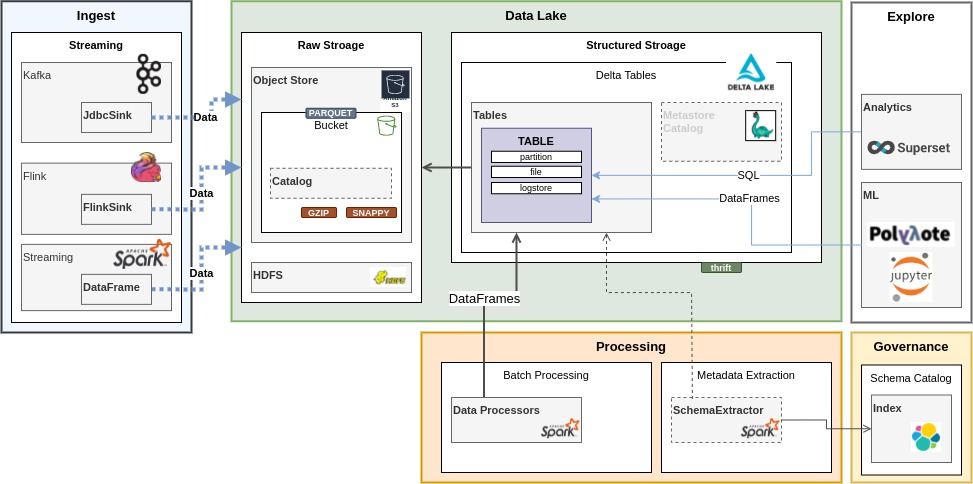 Ingest
Streaming
Kafka
JdbcSink
Data
Flink
FlinkSink
Data
Streaming
APACHE
Spark
DataFrame
Data
Data Lake
Raw Stroage
Object Store
S3
PARQUET
Bucket
Catalog
GZIP
SNAPPY
HDFS
HDFS
Structured Stroage
Delta Tables
DELTA LAKE
Tables
TABLE
partition
file
logstore
Metastore
Catalog
SQL
DataFrames
thrift
DataFrames
Explore
Analytics
Superset
ML
Polyλote
jupyter
Processing
Batch Processing
Data Processors
APACHE
Spark
Metadata Extraction
SchemaExtractor
APACHE
Spark
Governance
Schema Catalog
Index